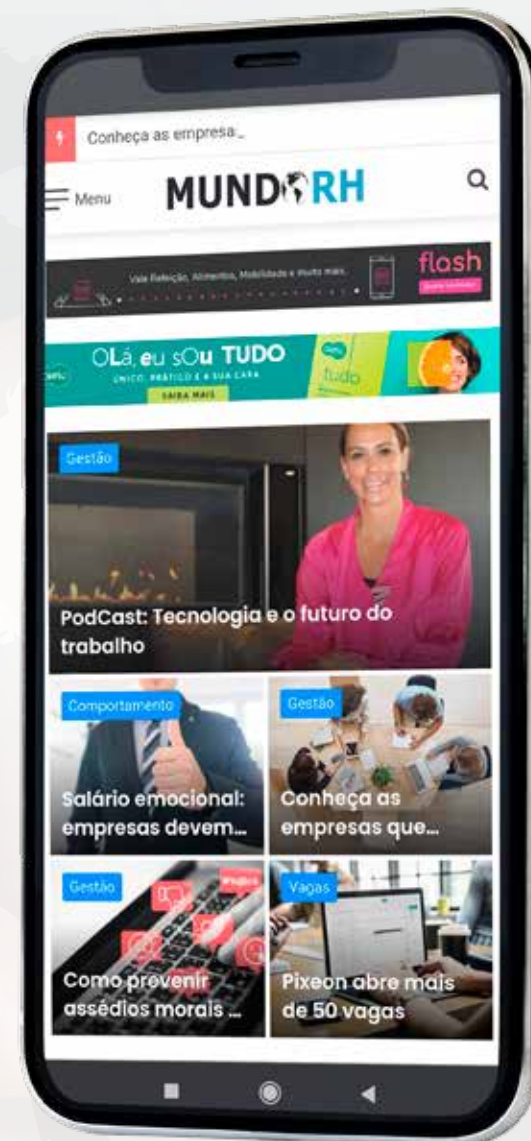 Conheça as empresa:_
Menu
MUNDO RH
Vale Refeição, Alimentos, Mobilidade e muito mais.
flash
OLá, eu sOu TUDO
ÚNICO, PRÁTICO E A SUA CARA
SAIBA MAIS
tudo
Gestão
PodCast: Tecnologia e o futuro do
trabalho
Comportamento
Salário emocional:
empresas devem...
Gestão
Conheça as
empresas que...
Gestão
Como prevenir
assédios morais ...
Vagas
Pixeon abre mais
de 50 vagas